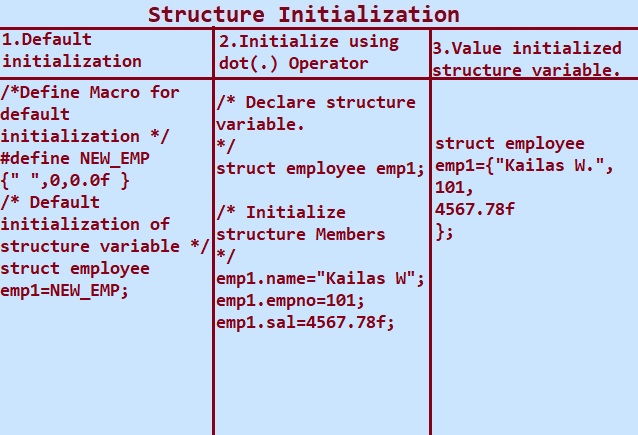 Structure Initialization
1.Default
initialization
/*Define Macro for
default
initialization */
#define NEW_EMP
{" ",0,0.0f }
/* Default
initialization of
structure variable */
struct employee
emp1=NEW_EMP;
2.Initialize using
dot(.) Operator
/* Declare structure
variable.
*/
struct employee emp1;
/* Initialize
structure Members
*/
emp1.name="Kailas W";
emp1.empno=101;
emp1.sal=4567.78f;
3.Value initialized
structure variable.
struct employee
emp1={"Kailas W.",
101,
4567.78f
};